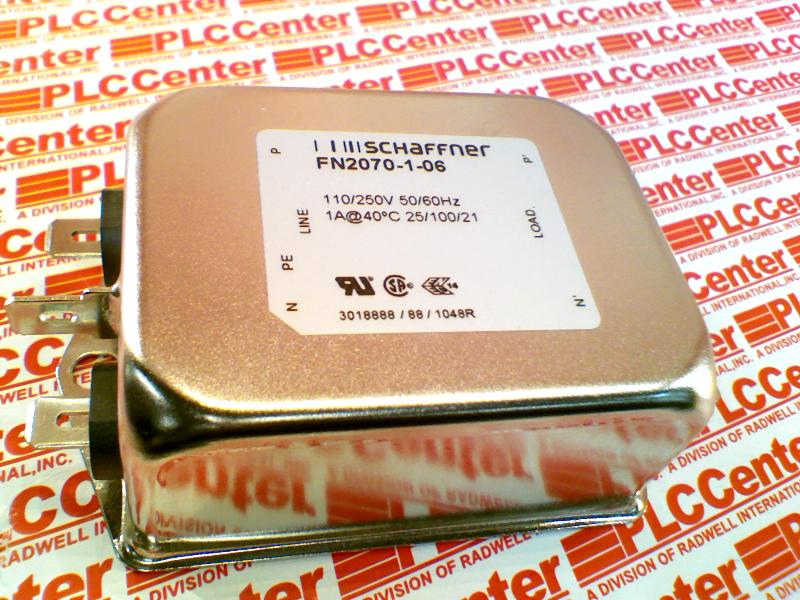 SCHAFFNER
FN2070-1-06
110/250V 50/60Hz
1A@40°C 25/100/21
P
LINE
PE
N
P'
LOAD.
N'
14
3018888 / 88 / 1048R
PLCCenter
A DIVISION OF RADWELL INTERNATIONAL, INC.